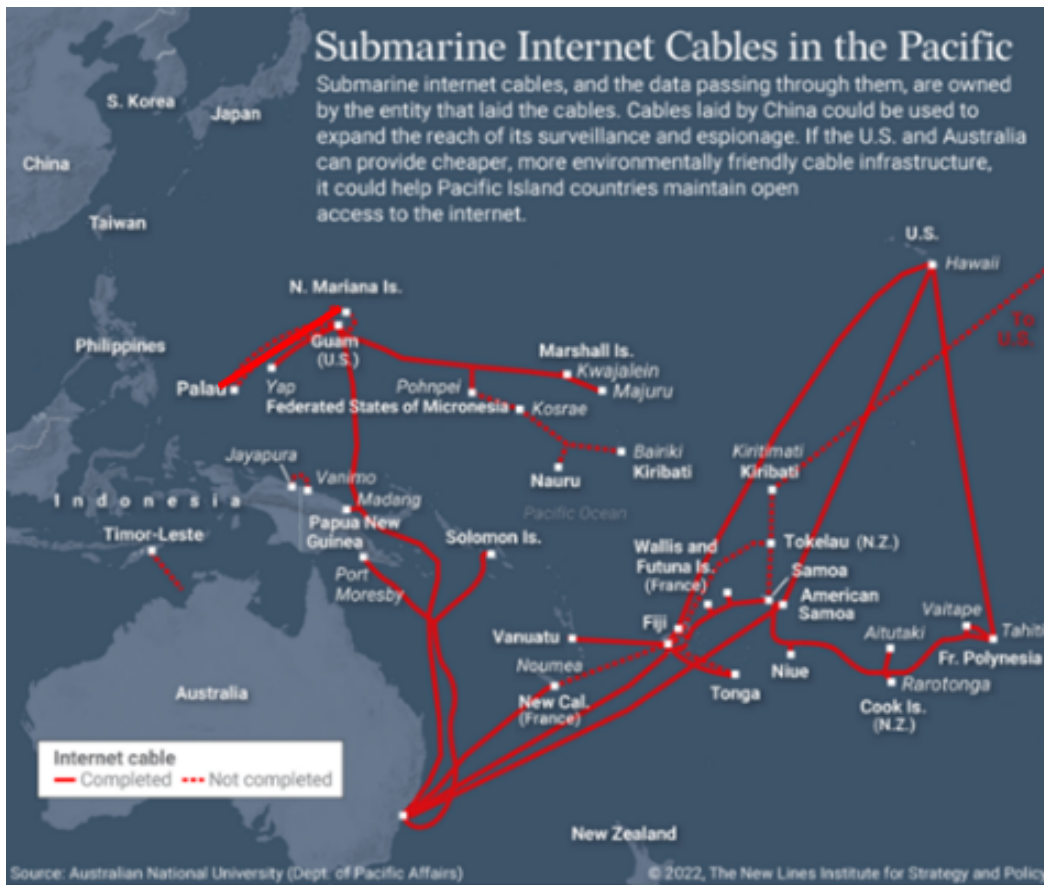 Submarine Internet Cables in the Pacific
Submarine internet cables, and the data passing through them, are owned
by the entity that laid the cables. Cables laid by China could be used to
expand the reach of its surveillance and espionage. If the U.S. and Australia
can provide cheaper, more environmentally friendly cable infrastructure,
it could help Pacific Island countries maintain open
access to the internet.
S. Korea
Japan
China
Taiwan
U.S.
Hawaii
N. Mariana Is.
To
U.S.
Guam
(U.S.)
Philippines
Marshall Is.
Kwajalein
Palau
Yap
Pohnpei
Majuru
Federated States of Micronesia
Kosrae
Jayapura
Vanimo
Bairiki
Kiribati
Nauru
Kiritimati
Kiribati
Indonesia
Madang
Pacific Ocean
Timor-Leste
Papua New
Guinea
Solomon Is.
Wallis and
Futuna Is.
(France)
Tokelau (N.Z.)
Port
Moresby
Samoa
American
Samoa
Vaitape
Fiji
Aitutaki
Tahiti
Vanuatu
Fr. Polynesia
Noumea
Niue
New Cal.
(France)
Tonga
Rarotonga
Cook Is.
(N.Z.)
Australia
Internet cable
Completed
Not completed
New Zealand
Source: Australian National University (Dept. of Pacific Affairs)
© 2022, The New Lines Institute for Strategy and Policy